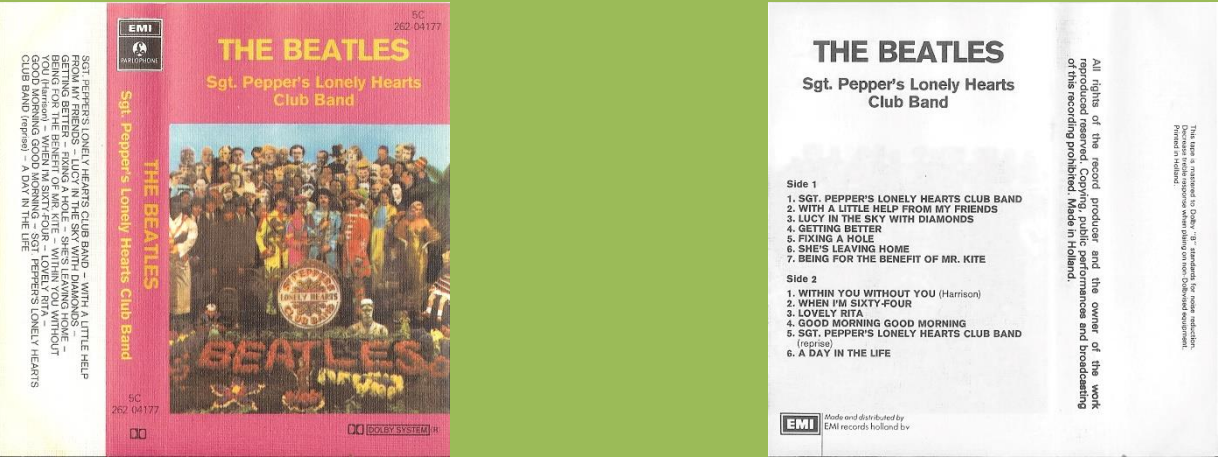 SGT. PEPPER'S LONELY HEARTS CLUB BAND – WITH A LITTLE HELP
FROM MY FRIENDS – LUCY IN THE SKY WITH DIAMONDS –
GETTING BETTER – FIXING A HOLE – SHE'S LEAVING HOME –
BEING FOR THE BENEFIT OF MR. KITE – WITHIN YOU WITHOUT
YOU (Harrison) – WHEN I'M SIXTY-FOUR – LOVELY RITA –
GOOD MORNING GOOD MORNING – SGT. PEPPER'S LONELY HEARTS
CLUB BAND (reprise) – A DAY IN THE LIFE
EMI
PARLOPHONE
THE BEATLES
Sgt. Pepper's Lonely Hearts Club Band
5C
262 04177
5C
262-04177
THE BEATLES
Sgt. Pepper's Lonely Hearts
Club Band
LONELY HEARTS
BEATLES
DOLBY SYSTEM
THE BEATLES
Sgt. Pepper's Lonely Hearts
Club Band
Side 1
1. SGT. PEPPER'S LONELY HEARTS CLUB BAND
2. WITH A LITTLE HELP FROM MY FRIENDS
3. LUCY IN THE SKY WITH DIAMONDS
4. GETTING BETTER
5. FIXING A HOLE
6. SHE'S LEAVING HOME
7. BEING FOR THE BENEFIT OF MR. KITE
Side 2
1. WITHIN YOU WITHOUT YOU (Harrison)
2. WHEN I'M SIXTY-FOUR
3. LOVELY RITA
4. GOOD MORNING GOOD MORNING
5. SGT. PEPPER'S LONELY HEARTS CLUB BAND
(reprise)
6. A DAY IN THE LIFE
EMI
Made and distributed by
EMI records holland bv
All rights of the record producer and the owner of the work
reproduced reserved. Copying, public performances and broadcasting
of this recording prohibited. Made in Holland.
This tape is mastered to Dolby "B" standards for noise reduction.
Decrease treble response when plaing on non-Dolbyised equipment.
Printed in Holland.